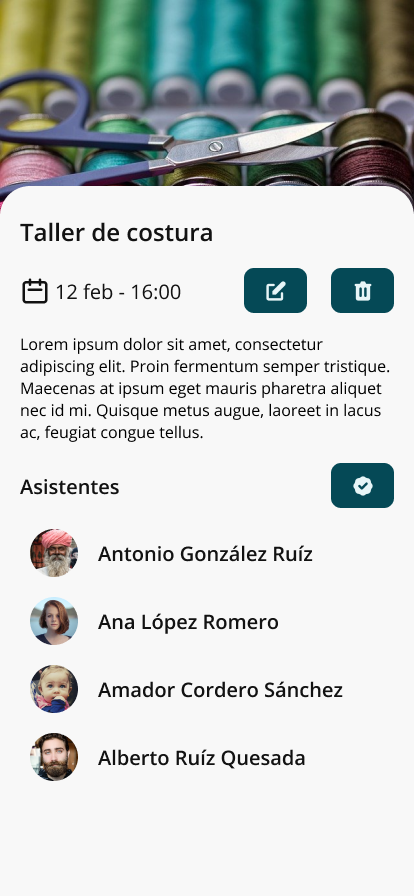 Taller de costura
12 feb - 16:00
Lorem ipsum dolor sit amet, consectetur
adipiscing elit. Proin fermentum semper tristique.
Maecenas at ipsum eget mauris pharetra aliquet
nec id mi. Quisque metus augue, laoreet in lacus
ac, feugiat congue tellus.
Asistentes
Antonio González Ruíz
Ana López Romero
Amador Cordero Sánchez
Alberto Ruíz Quesada